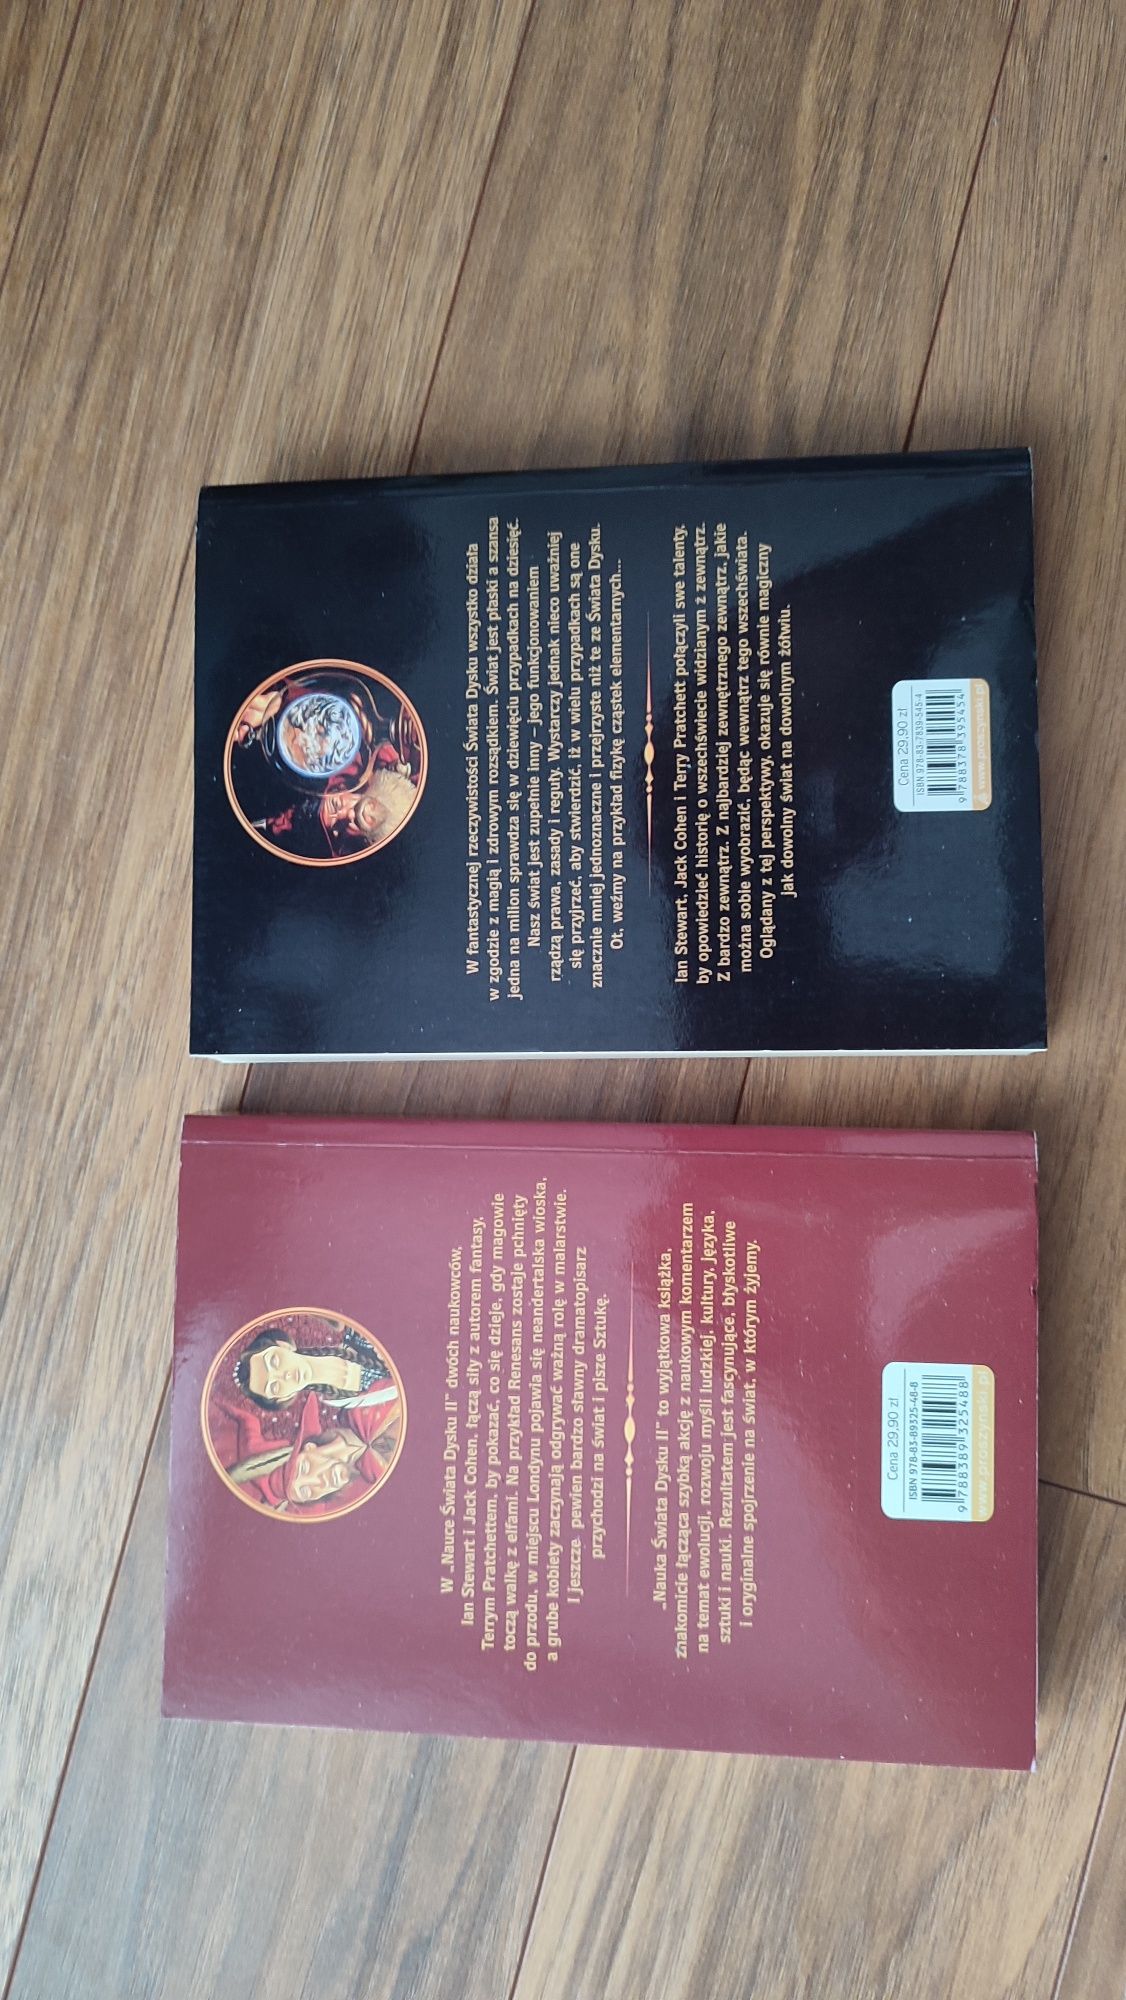 W „Nauce Świata Dysku II” dwóch naukowców,
Ian Stewart i Jack Cohen, łączą siły z autorem fantasy,
Terrym Pratchettem, by pokazać, co się dzieje, gdy magowie
toczą walkę z elfami. Na przykład Renesans zostaje pchnięty
do przodu, w miejscu Londynu pojawia się neandertalska wioska,
a grube kobiety zaczynają odgrywać ważną rolę w malarstwie.
I jeszcze pewien bardzo sławny dramatopisarz
przychodzi na świat i pisze Sztukę.
„Nauka Świata Dysku II” to wyjątkowa książka,
znakomicie łącząca szybką akcję z naukowym komentarzem
na temat ewolucji, rozwoju myśli ludzkiej, kultury, języka,
sztuki i nauki. Rezultatem jest fascynujące, błyskotliwe
i oryginalne spojrzenie na świat, w którym żyjemy.
Cena 29,90 zł
ISBN 978-83-89325-48-8
9 788389 325488
www.proszynski.pl
W fantastycznej rzeczywistości Świata Dysku wszystko działa
w zgodzie z magią i zdrowym rozsądkiem. Świat jest płaski a szansa
jedna na milion sprawdza się w dziewięciu przypadkach na dziesięć.
Nasz świat jest zupełnie inny – jego funkcjonowaniem
rządzą prawa, zasady i reguły. Wystarczy jednak nieco uważniej
się przyjrzeć, aby stwierdzić, iż w wielu przypadkach są one
znacznie mniej jednoznaczne i przejrzyste niż te ze Świata Dysku.
Ot, weźmy na przykład fizykę cząstek elementarnych...
Ian Stewart, Jack Cohen i Terry Pratchett połączyli swe talenty,
by opowiedzieć historię o wszechświecie widzianym z zewnątrz.
Z bardzo zewnątrz. Z najbardziej zewnętrznego zewnątrz, jakie
można sobie wyobrazić, będąc wewnątrz tego wszechświata.
Oglądany z tej perspektywy, okazuje się równie magiczny
jak dowolny świat na dowolnym żółwiu.
Cena 29,90 zł
ISBN 978-83-7839-545-4
9 788378 395454
www.proszynski.pl